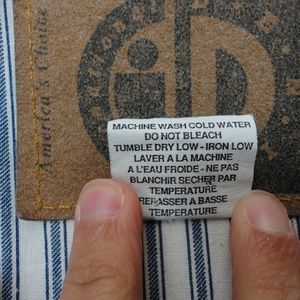 America's Choice
MACHINE WASH COLD WATER
DO NOT BLEACH
TUMBLE DRY LOW - IRON LOW
LAVER A LA MACHINE
A L'EAU FROIDE - NE PAS
BLANCHIR SECHER PAR
TEMPERATURE
REPASSER A BASSE
TEMPERATURE